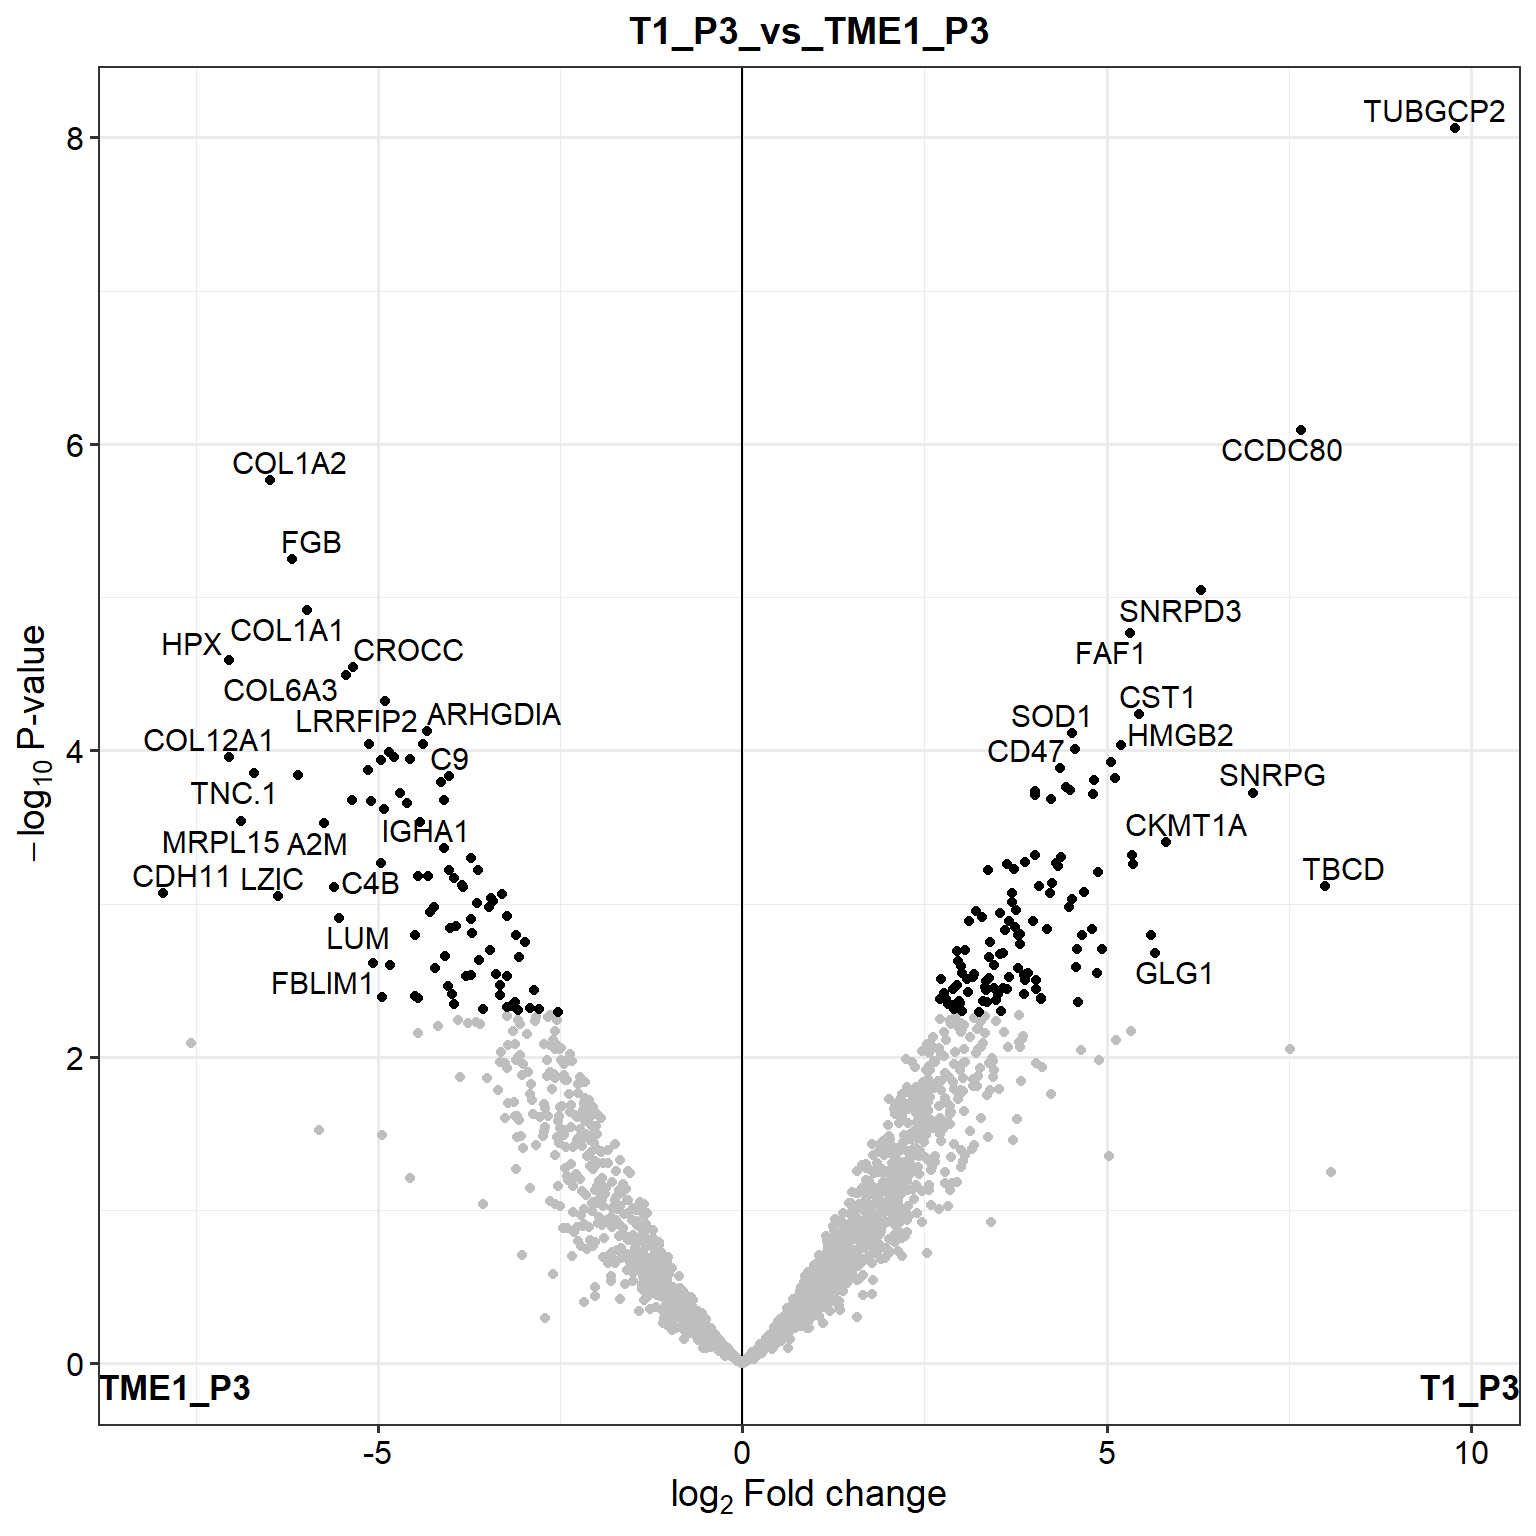 T1_P3_vs_TME1_P3
TUBGCP2
8
CCDC80
6
COL1A2
FGB
SNRPD3
COL1A1
HPX
CROCC
FAF1
COL6A3
CST1
LRRFIP2
ARHGDIA
SOD1
HMGB2
COL12A1
C9
CD47
4
SNRPG
TNC.1
MRPL15
A2M
IGHA1
CKMT1A
CDH11
LZIC
C4B
TBCD
LUM
FBLIM1
GLG1
2
0
TME1_P3
T1_P3
-5
0
5
10
log2 Fold change
−log10 P-value